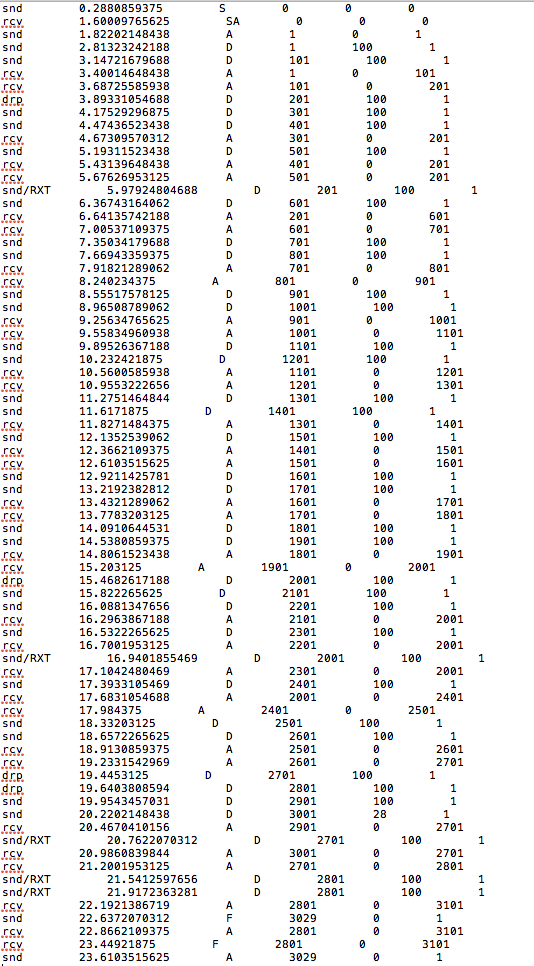 snd 0.2880859375 S 0 0 0
rcv 1.60009765625 SA 0 0 0
snd 1.82202148438 A 1 0 1
snd 2.81323242188 D 1 100 1
snd 3.14721679688 D 101 100 1
rcv 3.40014648438 A 1 0 101
rcv 3.68725585938 A 101 0 201
drp 3.89331054688 D 201 100 1
snd 4.17529296875 D 301 100 1
snd 4.47436523438 D 401 100 1
rcv 4.67309570312 A 301 0 201
snd 5.19311523438 D 501 100 1
rcv 5.43139648438 A 401 0 201
rcv 5.67626953125 A 501 0 201
snd/RXT 5.97924804688 D 201 100 1
snd 6.36743164062 D 601 100 1
rcv 6.64135742188 A 201 0 601
rcv 7.00537109375 A 601 0 701
snd 7.35034179688 D 701 100 1
snd 7.66943359375 D 801 100 1
rcv 7.91821289062 A 701 0 801
rcv 8.240234375 A 801 0 901
snd 8.55517578125 D 901 100 1
snd 8.96508789062 D 1001 100 1
rcv 9.25634765625 A 901 0 1001
rcv 9.55834960938 A 1001 0 1101
snd 9.89526367188 D 1101 100 1
snd 10.232421875 D 1201 100 1
rcv 10.5600585938 A 1101 0 1201
rcv 10.9553222656 A 1201 0 1301
snd 11.2751464844 D 1301 100 1
snd 11.6171875 D 1401 100 1
rcv 11.8271484375 A 1301 0 1401
snd 12.1352539062 D 1501 100 1
rcv 12.3662109375 A 1401 0 1501
rcv 12.6103515625 A 1501 0 1601
snd 12.9211425781 D 1601 100 1
snd 13.2192382812 D 1701 100 1
rcv 13.4321289062 A 1601 0 1701
rcv 13.7783203125 A 1701 0 1801
snd 14.0910644531 D 1801 100 1
snd 14.5380859375 D 1901 100 1
rcv 14.8061523438 A 1801 0 1901
rcv 15.203125 A 1901 0 2001
drp 15.4682617188 D 2001 100 1
snd 15.822265625 D 2101 100 1
snd 16.0881347656 D 2201 100 1
rcv 16.2963867188 A 2101 0 2001
snd 16.5322265625 D 2301 100 1
rcv 16.7001953125 A 2201 0 2001
snd/RXT 16.9401855469 D 2001 100 1
rcv 17.1042480469 A 2301 0 2001
snd 17.3933105469 D 2401 100 1
rcv 17.6831054688 A 2001 0 2401
rcv 17.984375 A 2401 0 2501
snd 18.33203125 D 2501 100 1
snd 18.6572265625 D 2601 100 1
rcv 18.9130859375 A 2501 0 2601
rcv 19.2331542969 A 2601 0 2701
drp 19.4453125 D 2701 100 1
drp 19.6403808594 D 2801 100 1
snd 19.9543457031 D 2901 100 1
snd 20.2202148438 D 3001 28 1
rcv 20.4670410156 A 2901 0 2701
snd/RXT 20.7622070312 D 2701 100 1
rcv 20.9860839844 A 3001 0 2701
rcv 21.2001953125 A 2701 0 2801
snd/RXT 21.5412597656 D 2801 100 1
snd/RXT 21.9172363281 D 2801 100 1
rcv 22.1921386719 A 2801 0 3101
snd 22.6372070312 F 3029 0 1
rcv 22.8662109375 A 2801 0 3101
rcv 23.44921875 F 2801 0 3101
snd 23.6103515625 A 3029 0 1